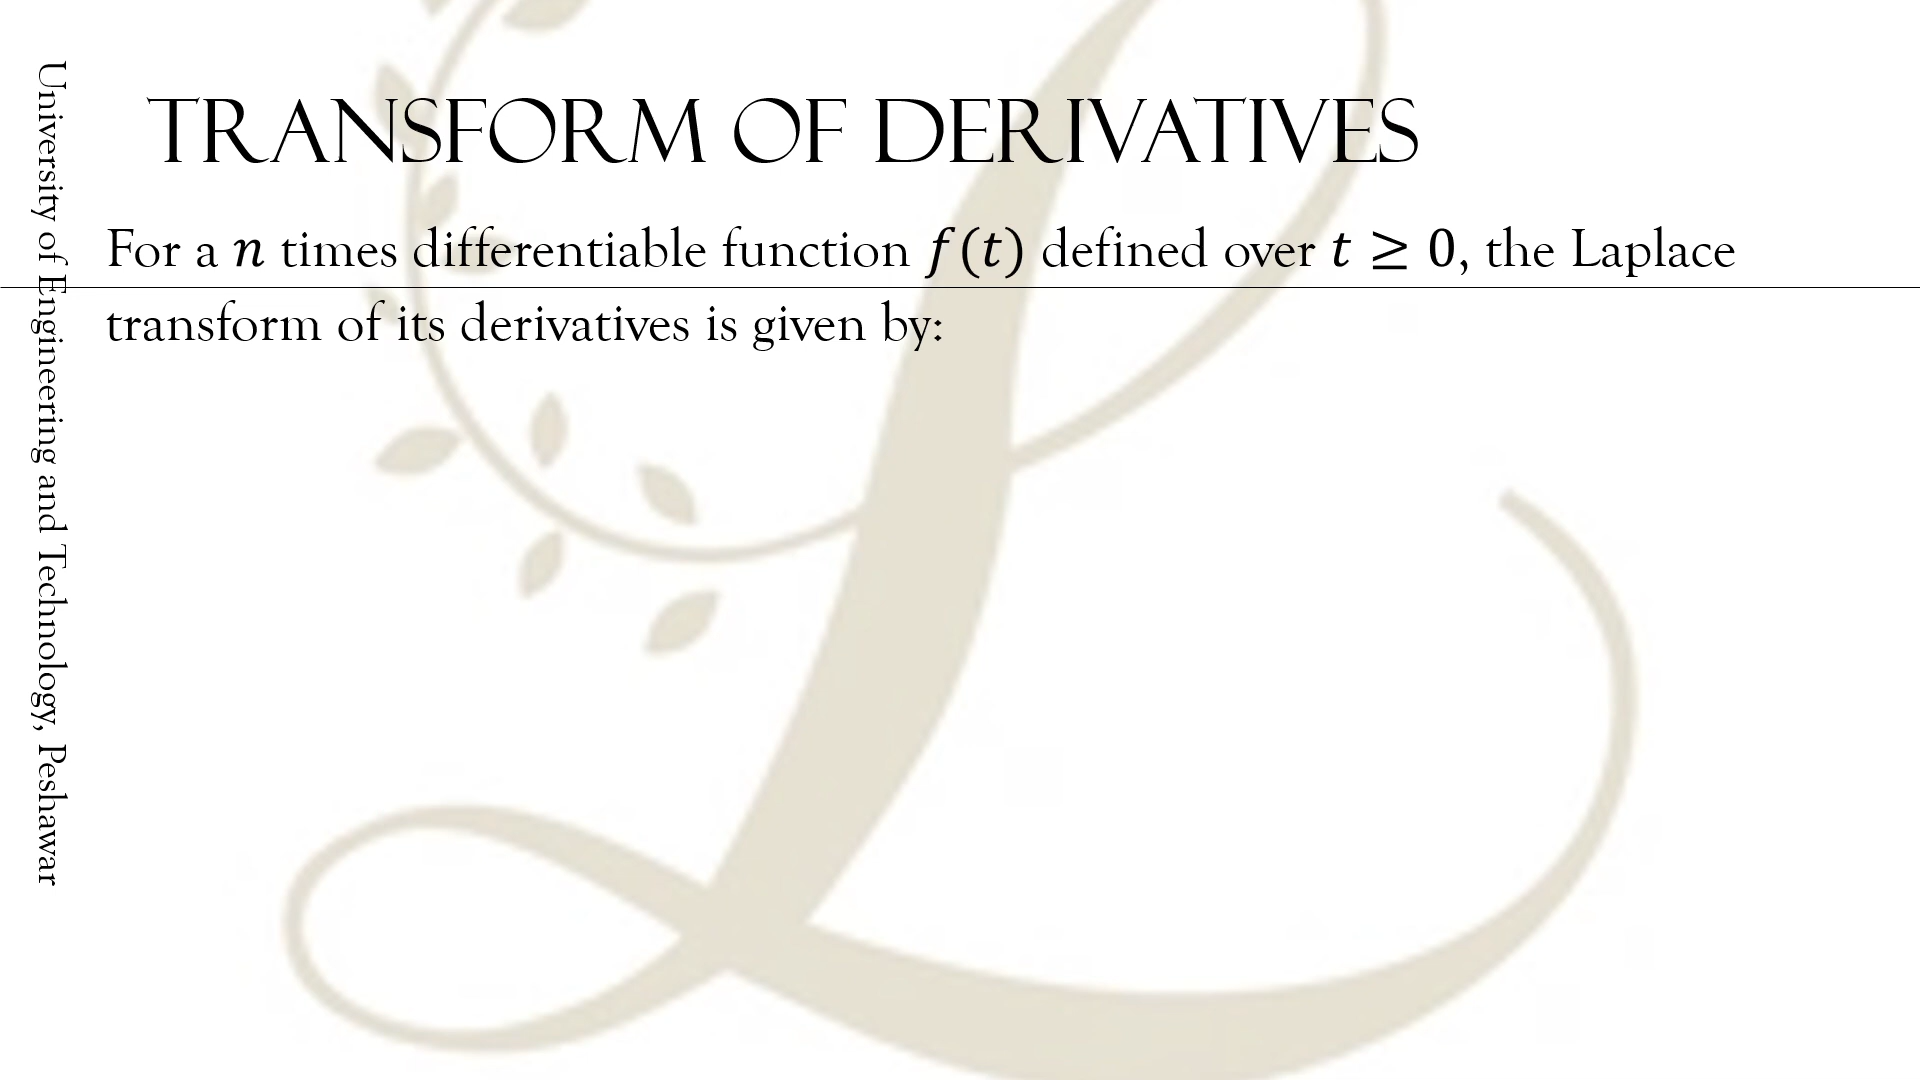 TRANSFORM OF DERIVATIVES
For a n times differentiable function f(t) defined over t ≥ 0, the Laplace
transform of its derivatives is given by:
University of Engineering and Technology, Peshawar